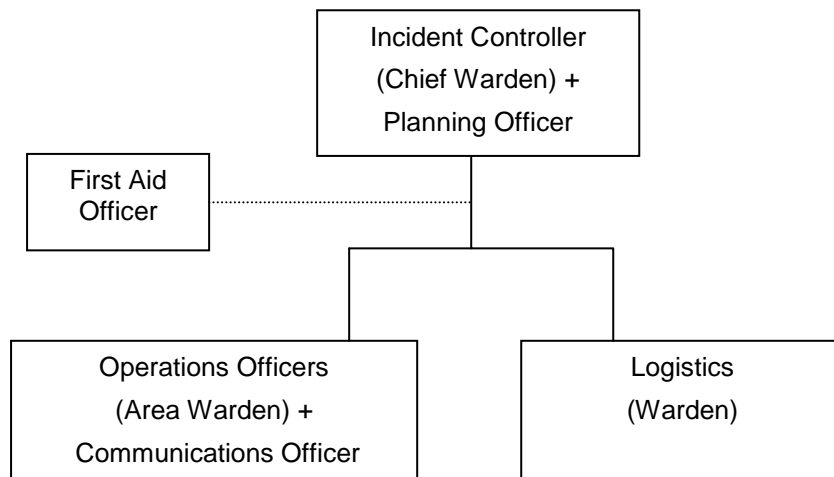 Incident Controller
(Chief Warden) +
Planning Officer
First Aid
Officer
Operations Officers
(Area Warden) +
Communications Officer
Logistics
(Warden)